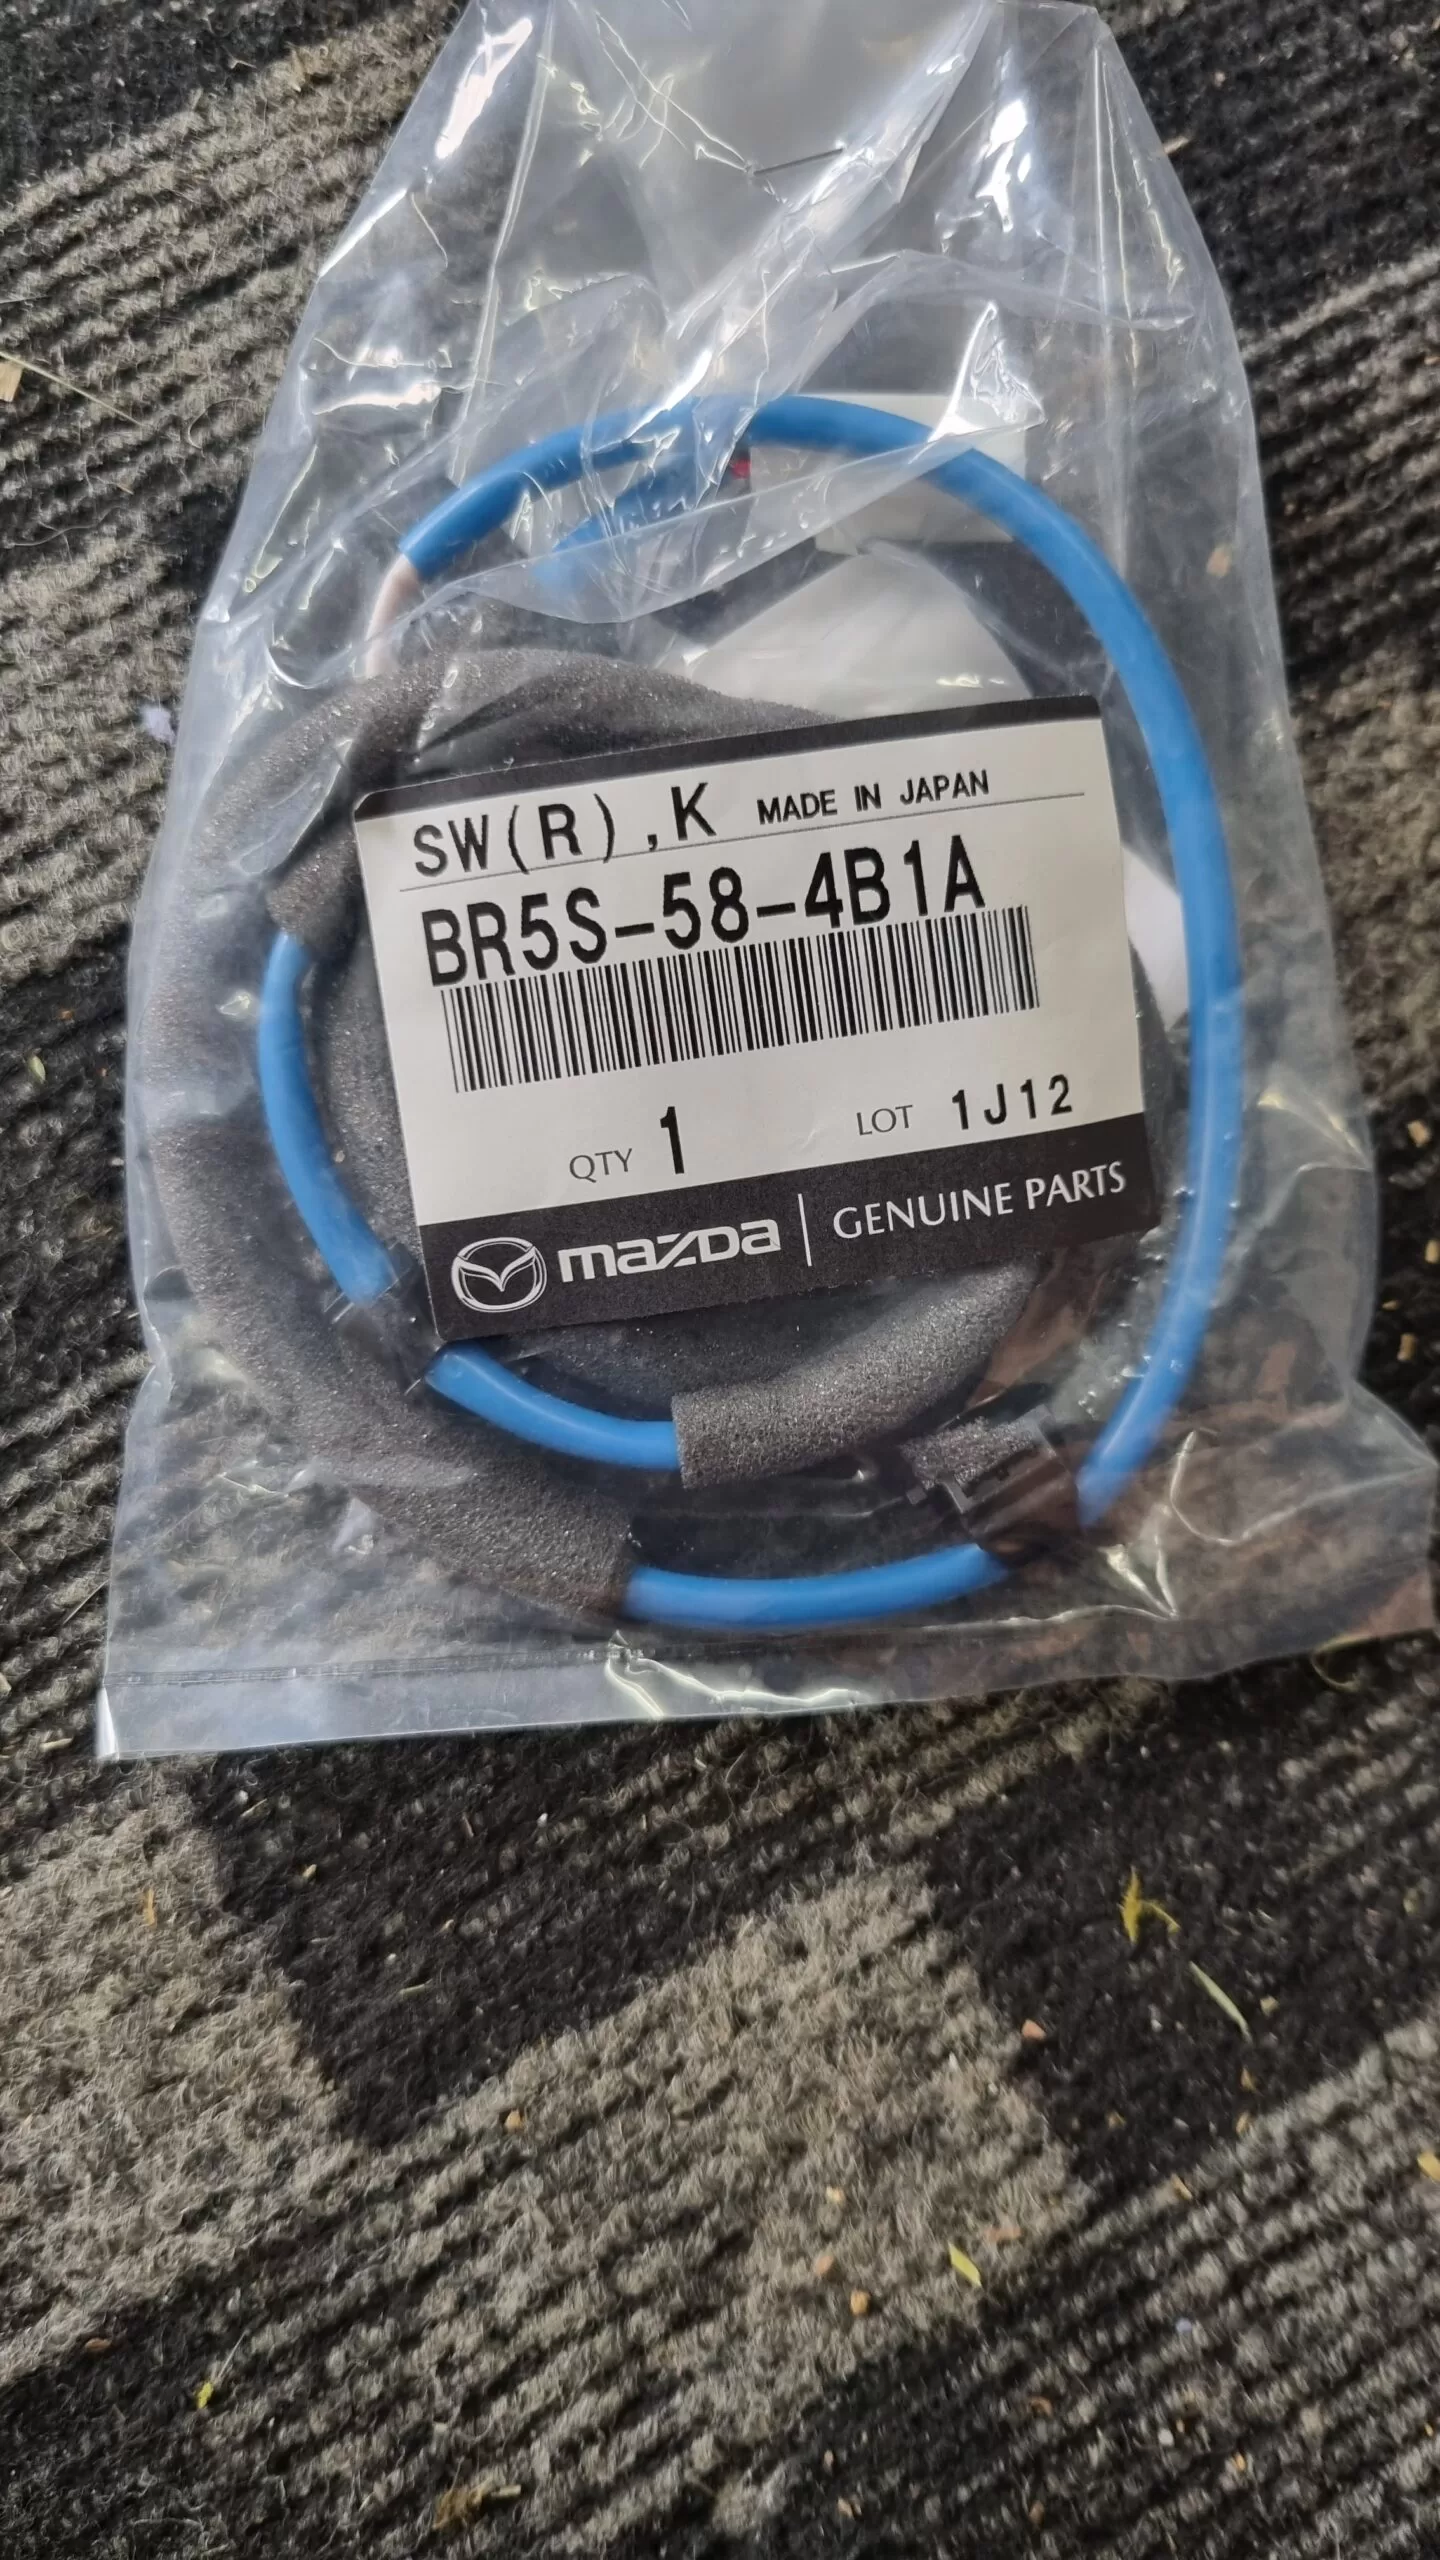 SW(R),K MADE IN JAPAN
BR5S-58-4B1A
QTY 1 LOT 1J12
mazda GENUINE PARTS